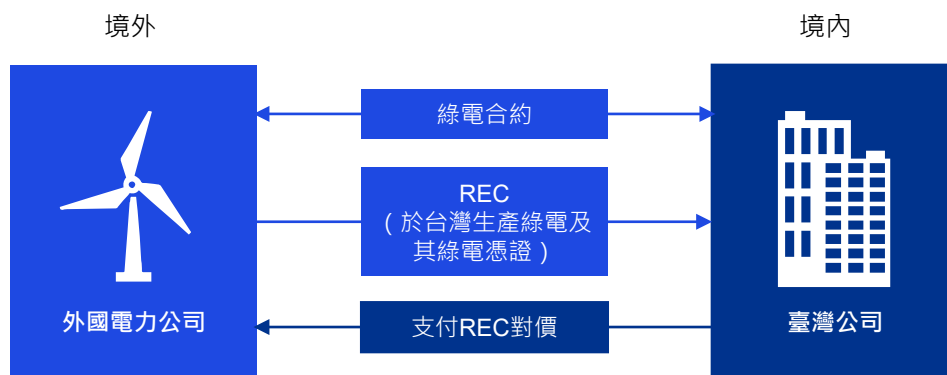 境外
境內
綠電合約
REC
（於台灣生產綠電及
其綠電憑證）
外國電力公司
支付REC對價
臺灣公司